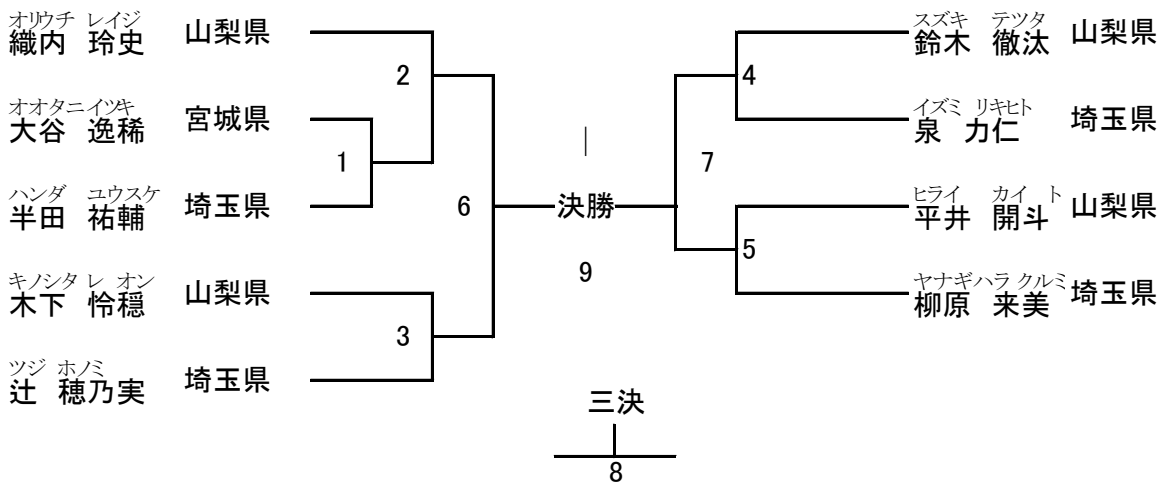 オリウチ レイジ
織内 玲史 山梨県
オオタニイツキ
大谷 逸稀 宮城県
ハンダ ユウスケ
半田 祐輔 埼玉県
キノシタ レ オン
木下 怜穏 山梨県
ツジ ホノミ
辻 穂乃実 埼玉県
2
1
6
3
決勝
9
三決
8
7
4
5
スズキ テツタ
鈴木 徹汰 山梨県
イズミ リキヒト
泉 力仁 埼玉県
ヒライ カイ ト
平井 開斗 山梨県
ヤナギハラ クルミ
柳原 来美 埼玉県